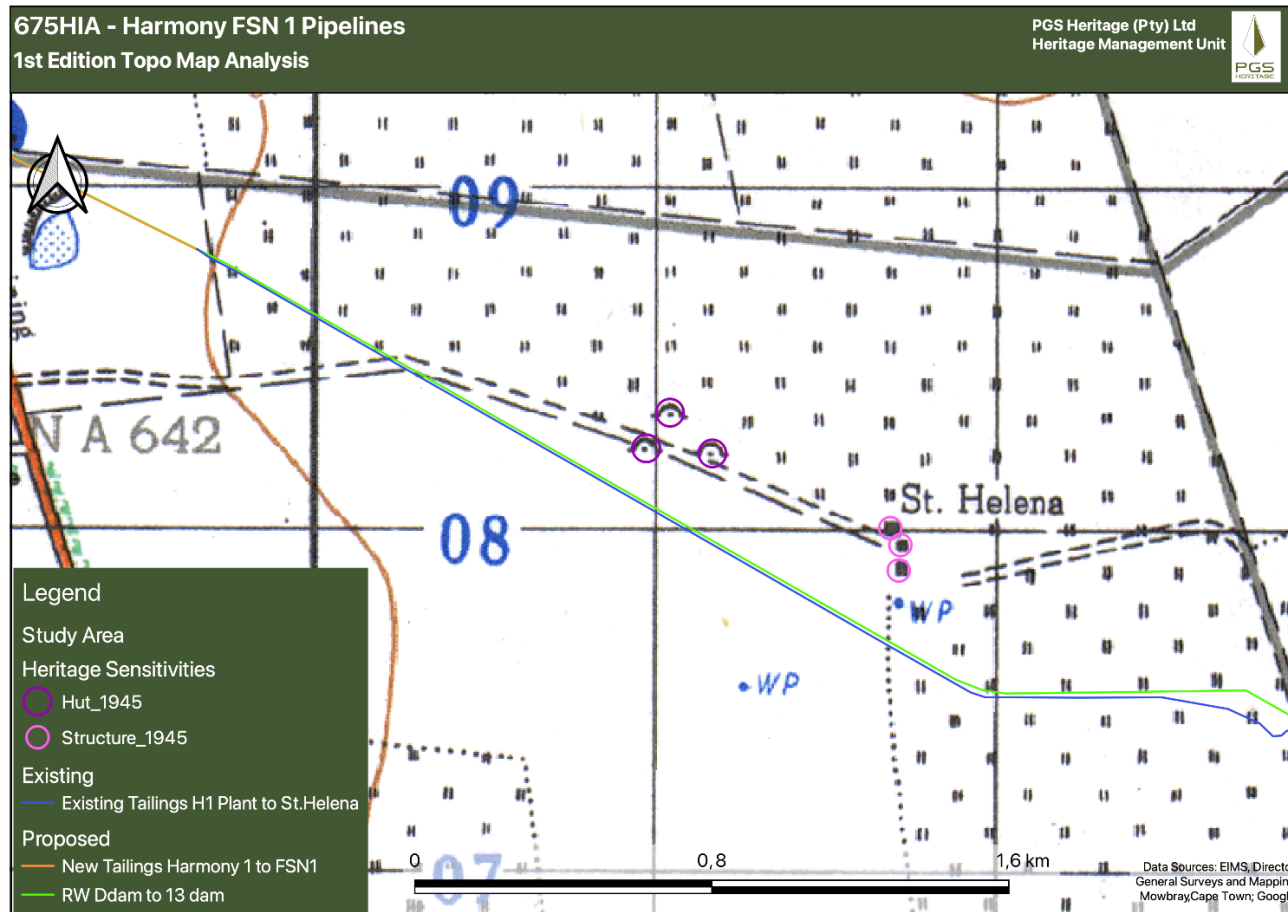 675HIA - Harmony FSN 1 Pipelines
1st Edition Topo Map Analysis
PGS Heritage (Pty) Ltd
Heritage Management Unit
PGS
HERITAGE
09
N A 642
08
St. Helena
WP
WP
07
Legend
Study Area
Heritage Sensitivities
Hut_1945
Structure_1945
Existing
Existing Tailings H1 Plant to St.Helena
Proposed
New Tailings Harmony 1 to FSN1
RW Ddam to 13 dam
0 0,8 1,6 km
Data Sources: EIMS, Directo
General Surveys and Mappin
Mowbray,Cape Town; Goog